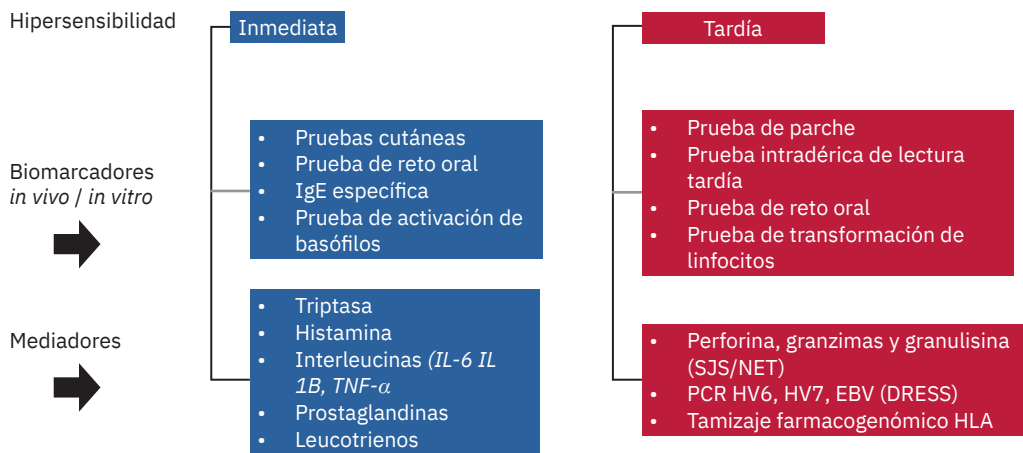 Hipersensibilidad
Inmediata
Tardía
Biomarcadores
in vivo / in vitro
• Pruebas cutáneas
• Prueba de reto oral
• IgE específica
• Prueba de activación de
basófilos
• Prueba de parche
• Prueba intradérica de lectura
tardía
• Prueba de reto oral
• Prueba de transformación de
linfocitos
Mediadores
• Triptasa
• Histamina
• Interleucinas (IL-6 IL
1B, TNF-α
• Prostaglandinas
• Leucotrienos
• Perforina, granzimas y granulisina
(SJS/NET)
• PCR HV6, HV7, EBV (DRESS)
• Tamizaje farmacogenómico HLA